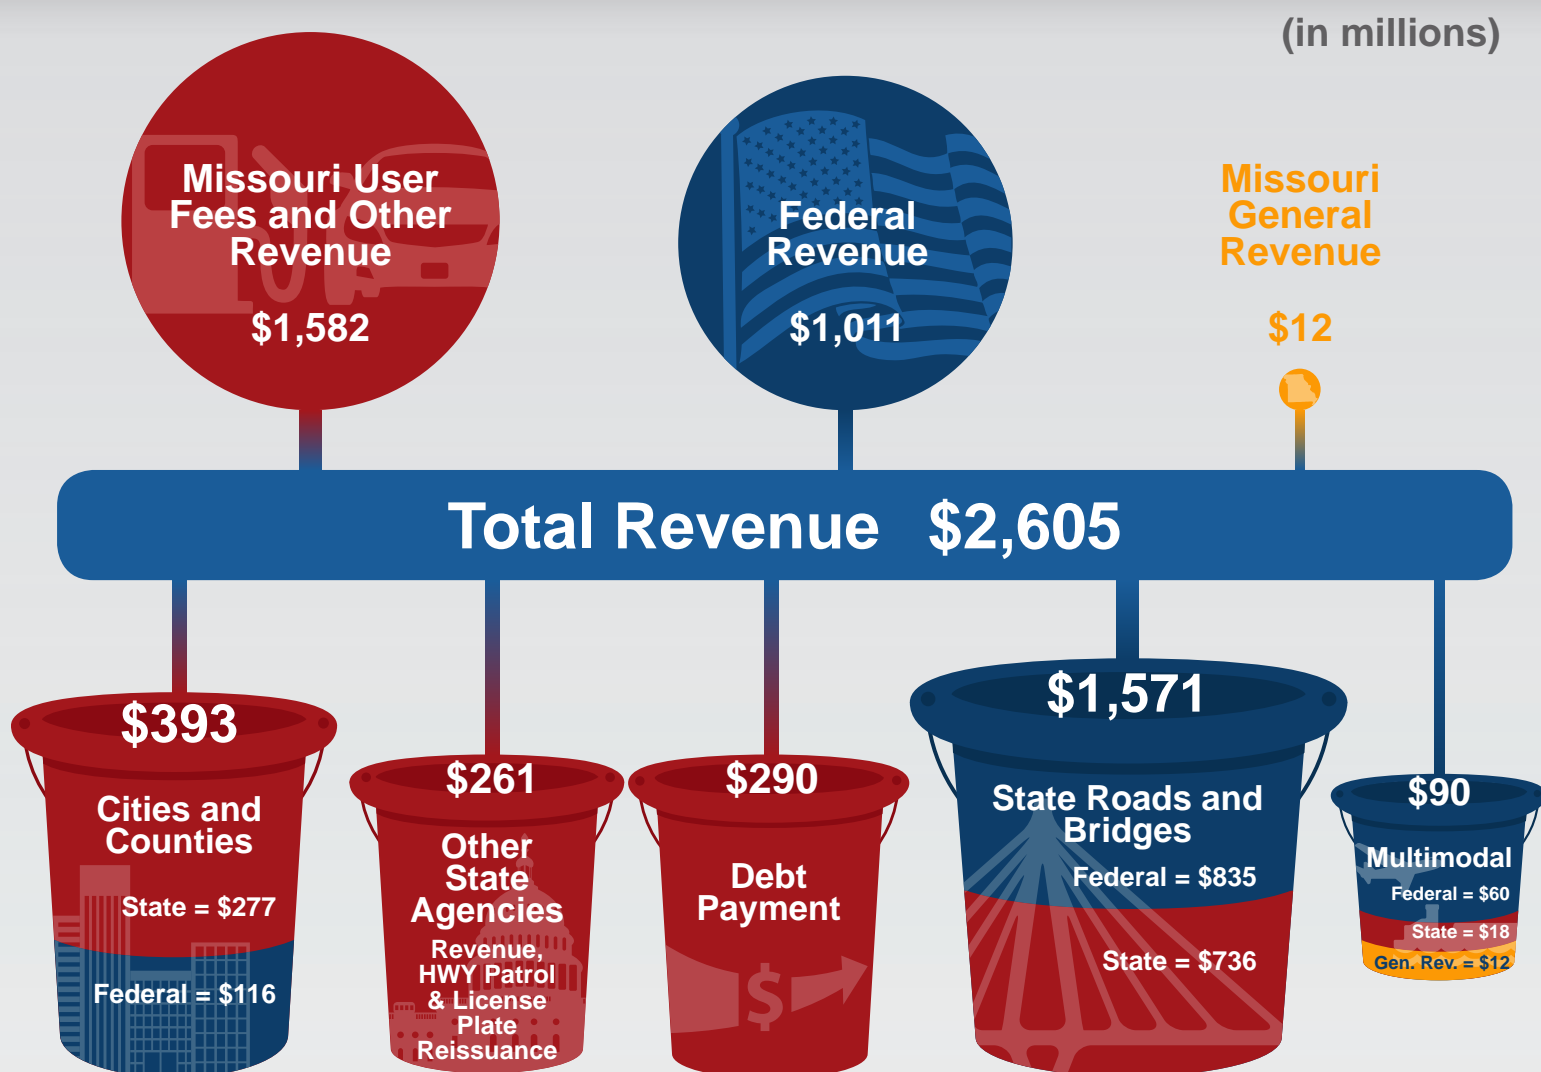 (in millions)
Missouri User
Fees and Other
Revenue
$1,582
Federal
Revenue
$1,011
Missouri
General
Revenue
$12
Total Revenue $2,605
$393
Cities and
Counties
State = $277
Federal = $116
$261
Other
State
Agencies
Revenue,
HWY Patrol
& License
Plate
Reissuance
$290
Debt
Payment
$
$1,571
State Roads and
Bridges
Federal = $835
State = $736
$90
Multimodal
Federal = $60
State = $18
Gen. Rev. = $12